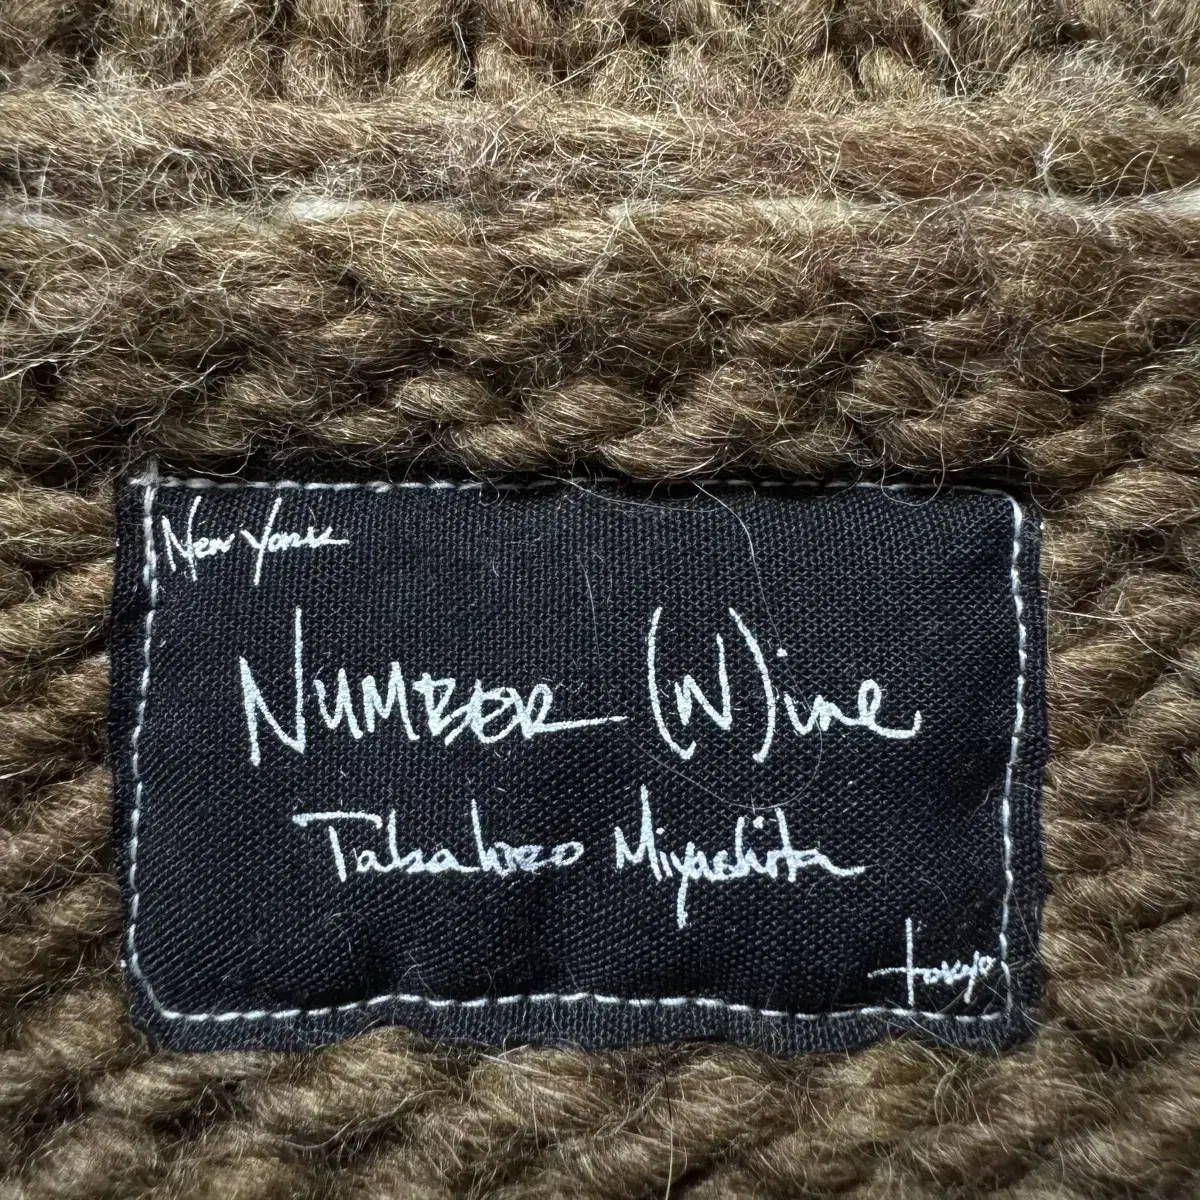 New York
NUMBER (N)ine
Takahiro Miyashita
tokyo